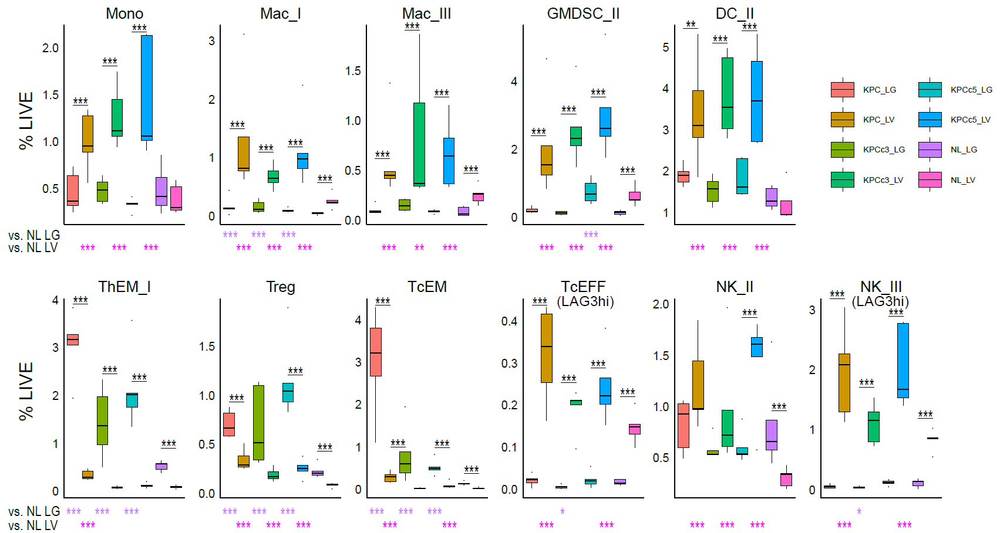 Mono Mac_I Mac_III GMDSC_II DC_II
% LIVE
2.0
1.5
1.0
0.5
*** *** ***
3
2
1
0
*** *** *** ***
1.5
1.0
0.5
0.0
*** *** *** ***
4
2
0
*** *** *** ***
5
4
3
2
1
** *** ***
KPC_LG KPCc5_LG
KPC_LV KPCc5_LV
KPCc3_LG NL_LG
KPCc3_LV NL_LV
vs. NL LG *** *** *** ***
vs. NL LV *** *** *** *** *** *** *** ** *** *** *** *** *** *** ***
ThEM_I Treg TcEM TcEFF NK_II NK_III
(LAG3hi) (LAG3hi)
% LIVE
4
3
2
1
0
*** *** *** ***
1.5
1.0
0.5
0.0
*** *** ***
4
3
2
1
0
*** *** *** ***
0.4
0.3
0.2
0.1
0.0
*** *** *** ***
2.0
1.5
1.0
0.5
*** ***
3
2
1
0
*** *** *** ***
vs. NL LG *** *** *** *** *** *** *** *** *** * *
vs. NL LV *** *** *** *** *** *** *** *** *** *** *** *** ***